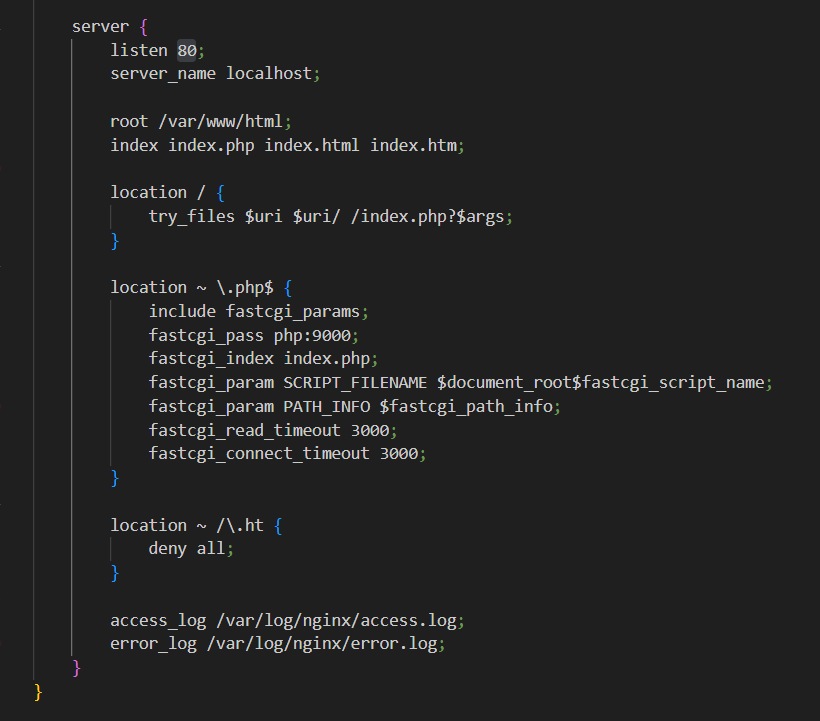 server {
listen 80;
server_name localhost;
root /var/www/html;
index index.php index.html index.htm;
location / {
try_files $uri $uri/ /index.php?$args;
}
location ~ \.php$ {
include fastcgi_params;
fastcgi_pass php:9000;
fastcgi_index index.php;
fastcgi_param SCRIPT_FILENAME $document_root$fastcgi_script_name;
fastcgi_param PATH_INFO $fastcgi_path_info;
fastcgi_read_timeout 3000;
fastcgi_connect_timeout 3000;
}
location ~ /\.ht {
deny all;
}
access_log /var/log/nginx/access.log;
error_log /var/log/nginx/error.log;
}
}